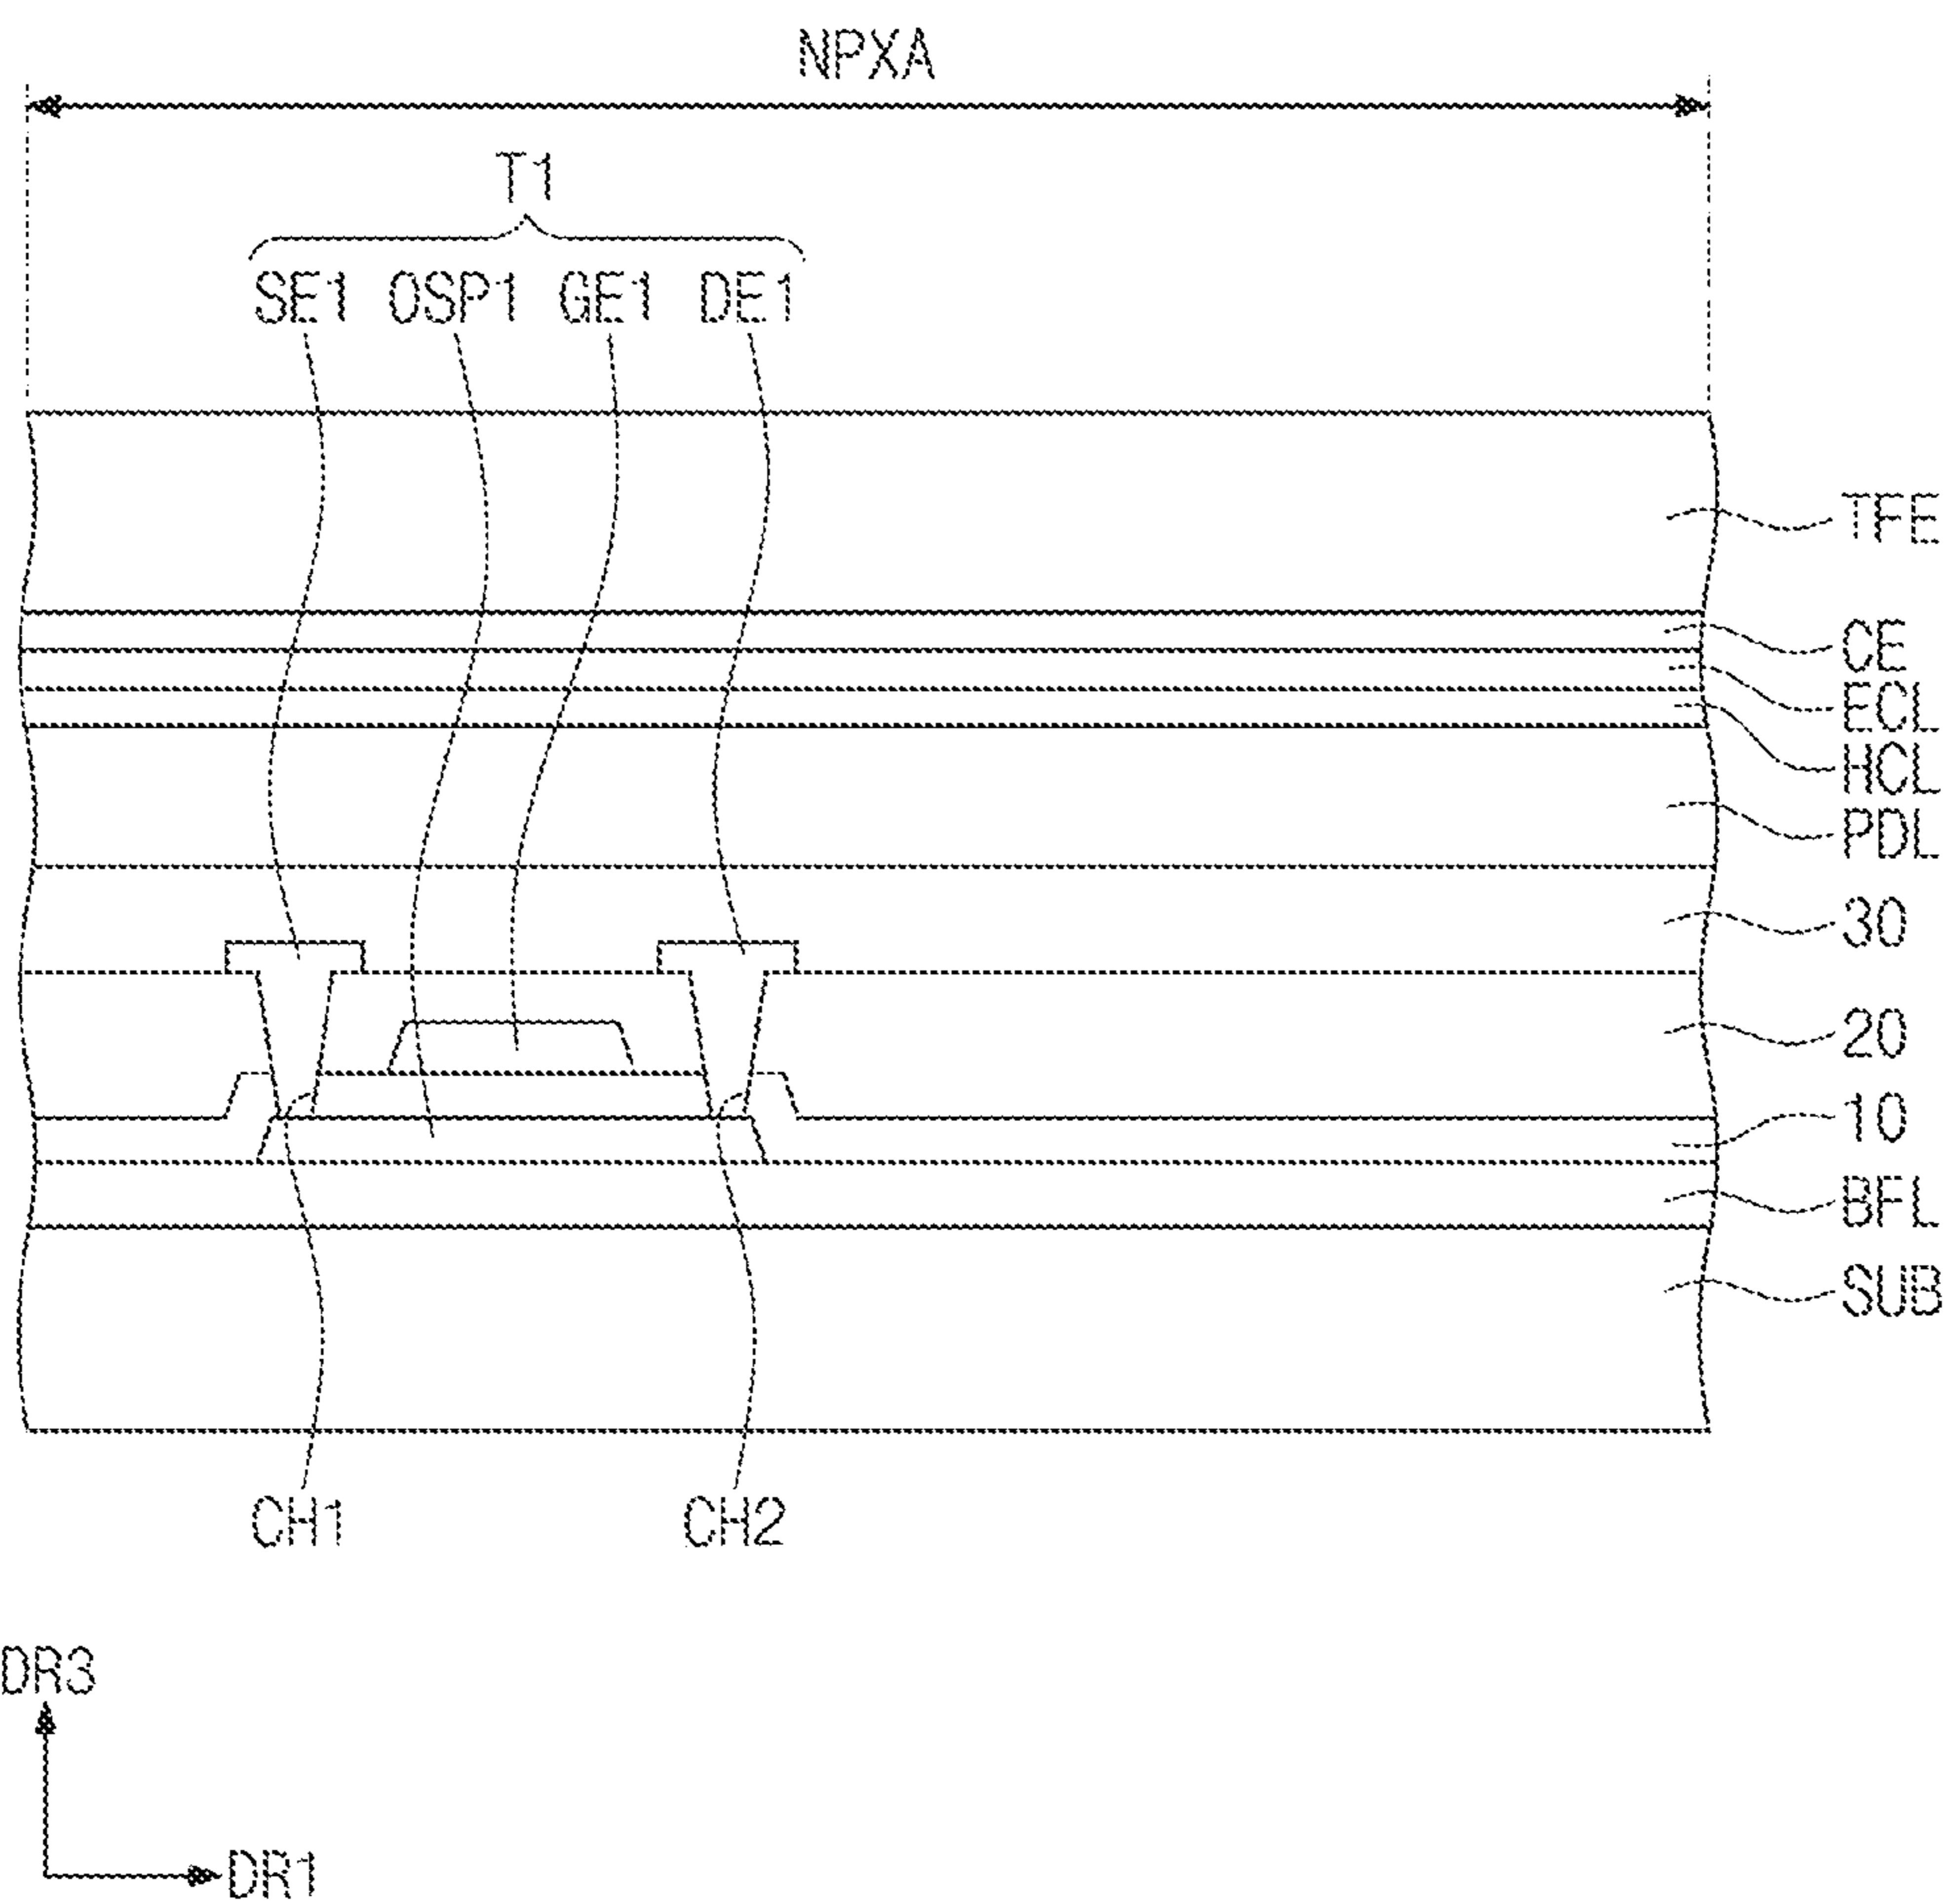 NPXA
T1
SE1 OSP1 GE1 DE1
TFE
CE
ECL
HCL
PDL
30
20
10
BFL
SUB
CH1 CH2
DR3
DR1